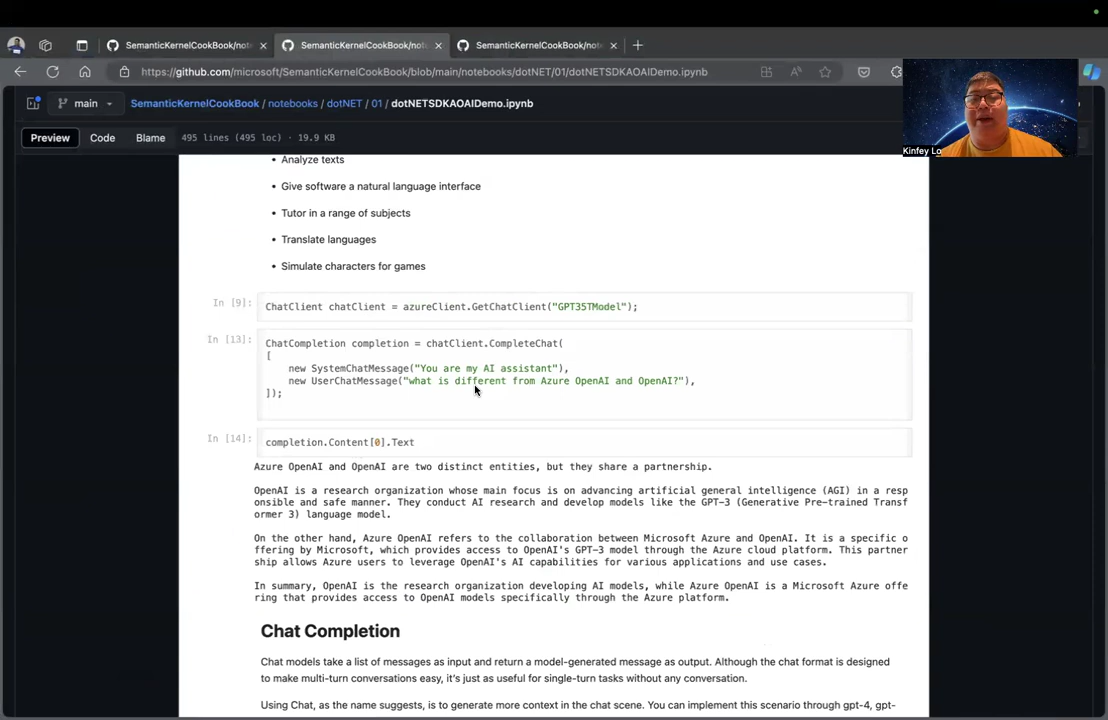 SemanticKernelCookBook/not
SemanticKernelCookBook/not
SemanticKernelCookBook/not
https://github.com/microsoft/SemanticKernelCookBook/blob/main/notebooks/dotNET/01/dotNETSDKAOAIDemo.ipynb
main
SemanticKernelCookBook / notebooks / dotNET / 01 / dotNETSDKAOAIDemo.ipynb
Kinfey Lo
Preview Code Blame 495 lines (495 loc) · 19.9 KB
• Analyze texts
• Give software a natural language interface
• Tutor in a range of subjects
• Translate languages
• Simulate characters for games
In [9]: ChatClient chatClient = azureClient.GetChatClient("GPT35TModel");
In [13]: ChatCompletion completion = chatClient.CompleteChat(
[
new SystemChatMessage("You are my AI assistant"),
new UserChatMessage("what is different from Azure OpenAI and OpenAI?"),
]);
In [14]: completion.Content[0].Text
Azure OpenAI and OpenAI are two distinct entities, but they share a partnership.
OpenAI is a research organization whose main focus is on advancing artificial general intelligence (AGI) in a resp
onsible and safe manner. They conduct AI research and develop models like the GPT-3 (Generative Pre-trained Transf
ormer 3) language model.
On the other hand, Azure OpenAI refers to the collaboration between Microsoft Azure and OpenAI. It is a specific o
ffering by Microsoft, which provides access to OpenAI's GPT-3 model through the Azure cloud platform. This partner
ship allows Azure users to leverage OpenAI's AI capabilities for various applications and use cases.
In summary, OpenAI is the research organization developing AI models, while Azure OpenAI is a Microsoft Azure offe
ring that provides access to OpenAI models specifically through the Azure platform.
Chat Completion
Chat models take a list of messages as input and return a model-generated message as output. Although the chat format is designed
to make multi-turn conversations easy, it's just as useful for single-turn tasks without any conversation.
Using Chat, as the name suggests, is to generate more context in the chat scene. You can implement this scenario through gpt-4, gpt-